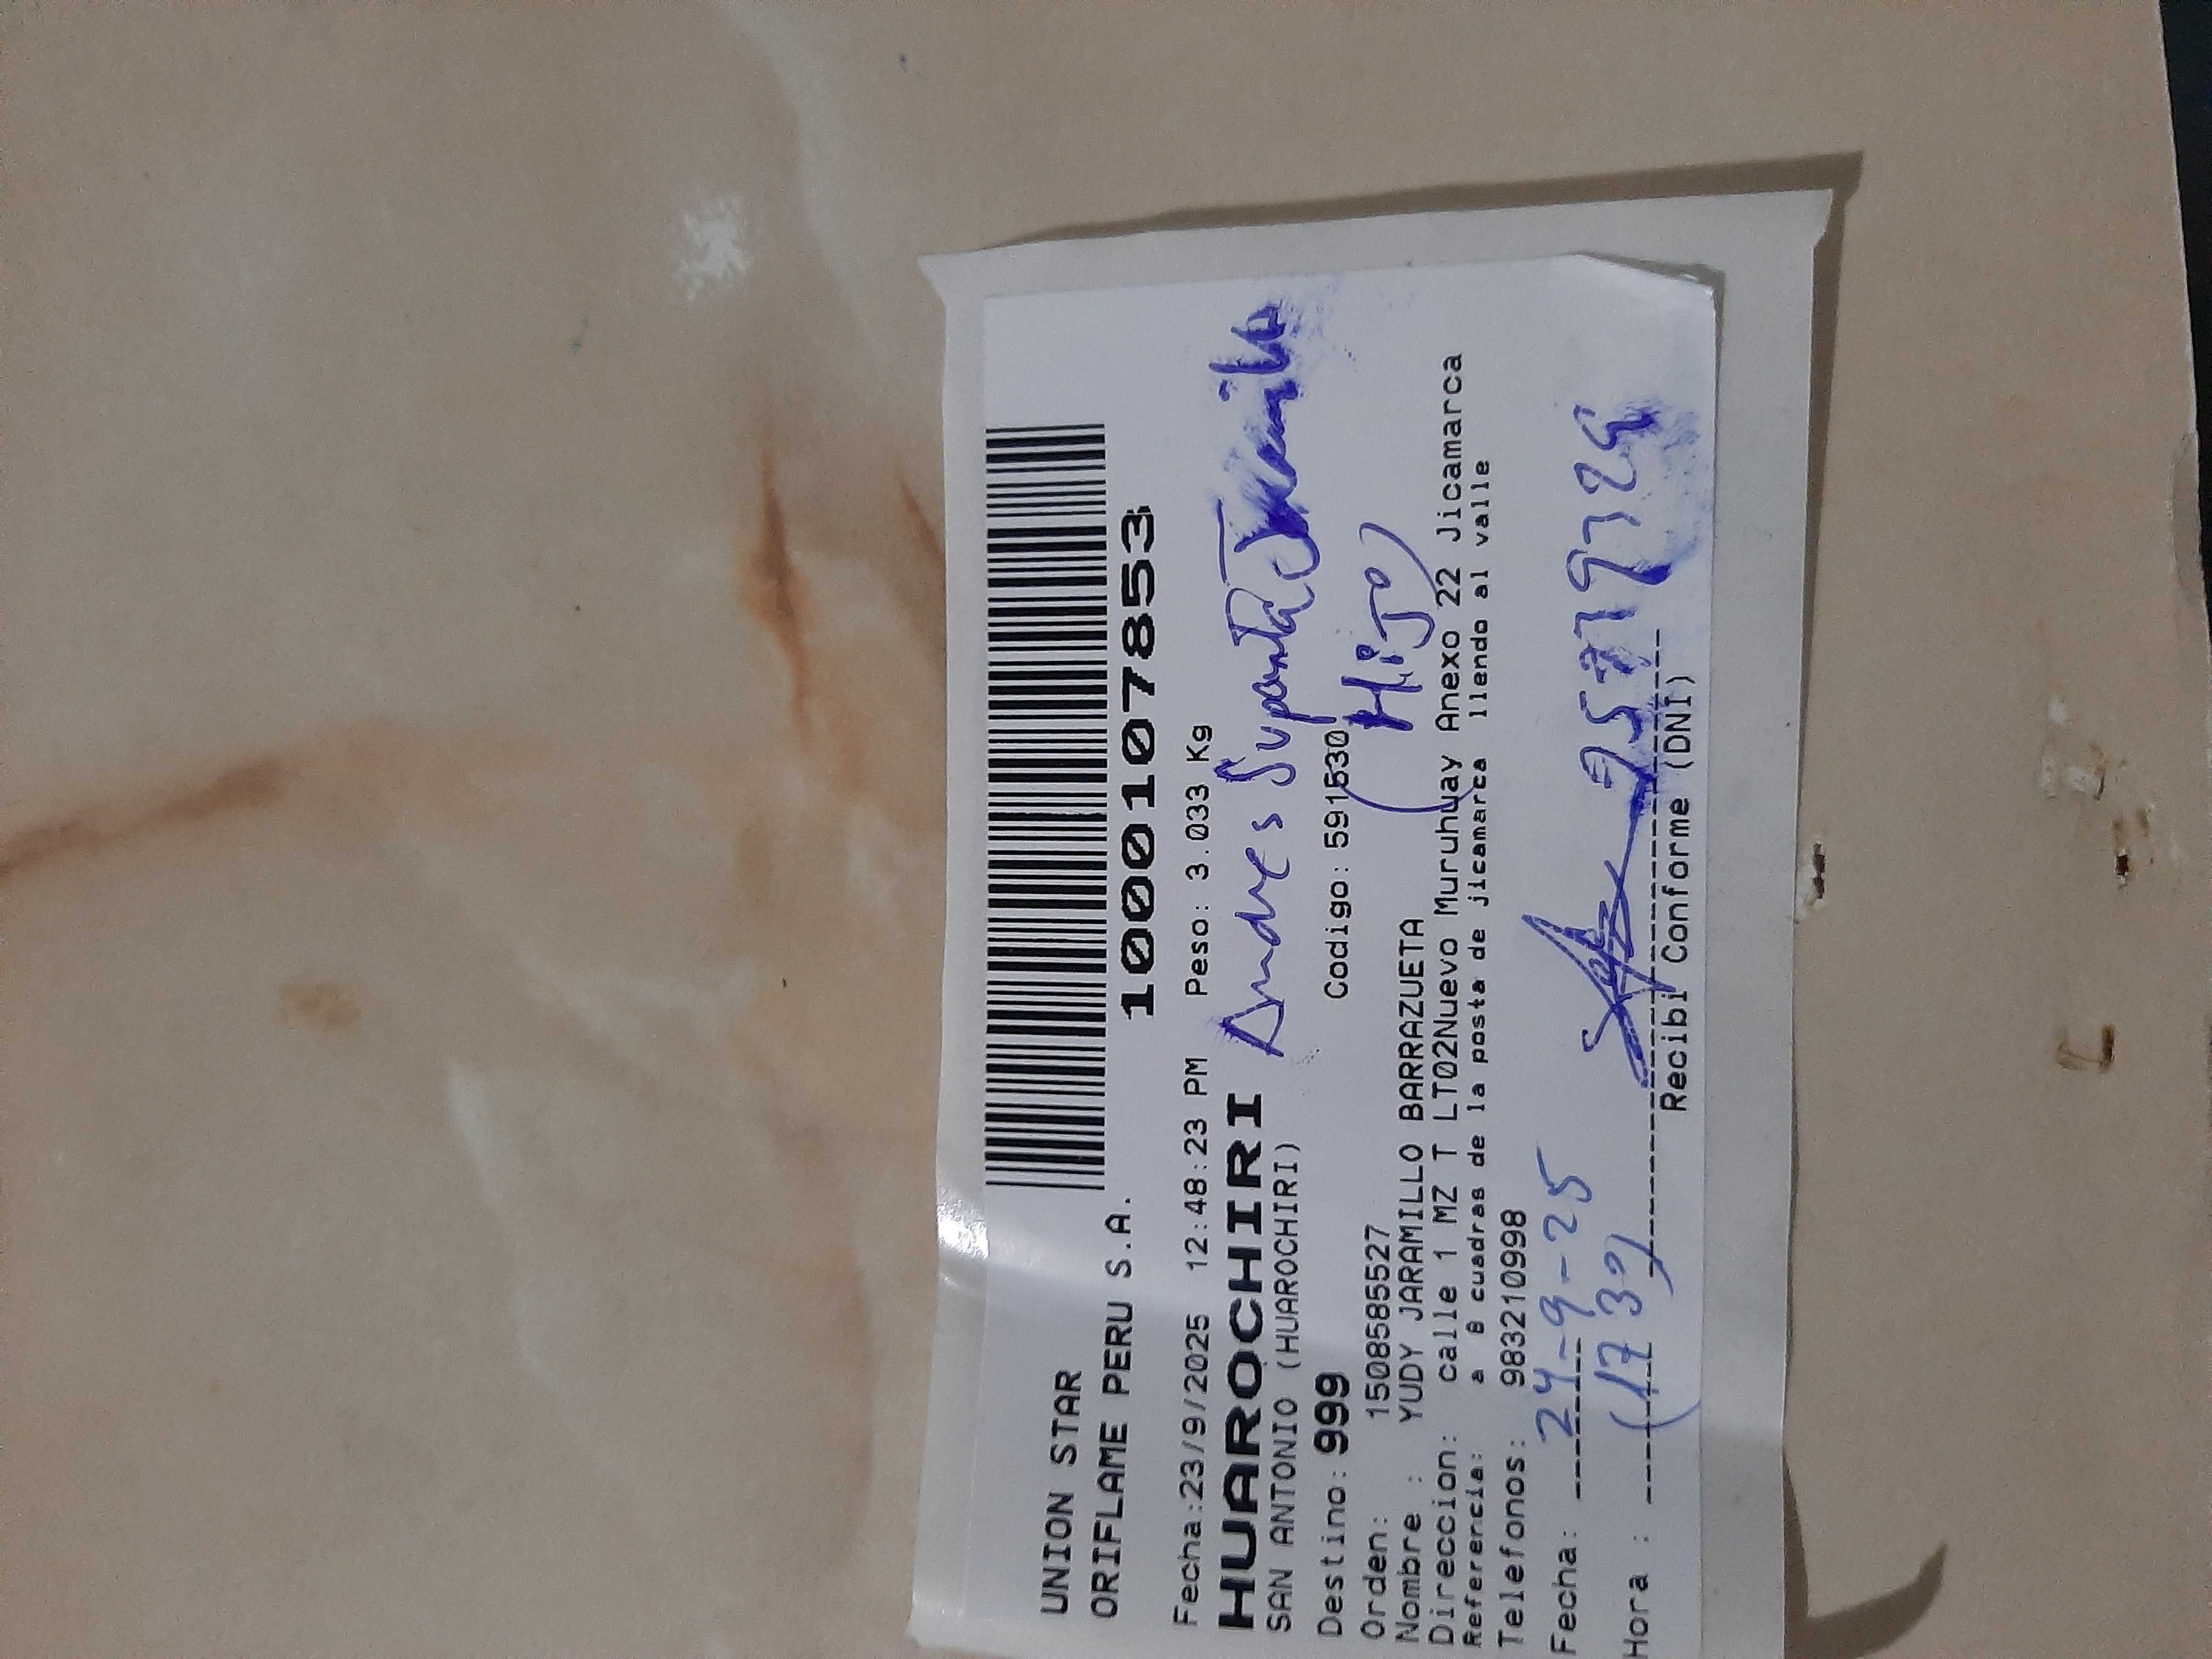 UNION STAR
ORIFLAME PERU S.A.
1000107853
Fecha:23/9/2025 12:48:23 PM Peso: 3.033 Kg
HUAROCHIRI Andres Supanta Jaramillo
SAN ANTONIO (HUAROCHIRI)
Destino: 999 Codigo: 591530
(HiJo)
Orden: 1508585527
Nombre : YUDY JARAMILLO BARRAZUETA
Direccion: calle 1 MZ T LT02Nuevo Muruhuay Anexo 22 Jicamarca
Referencia: a 8 cuadras de la posta de jicamarca llendo al valle
Telefonos: 983210998
Fecha: 24-9-25
Hora : (1730)
Recibi Conforme (DNI)